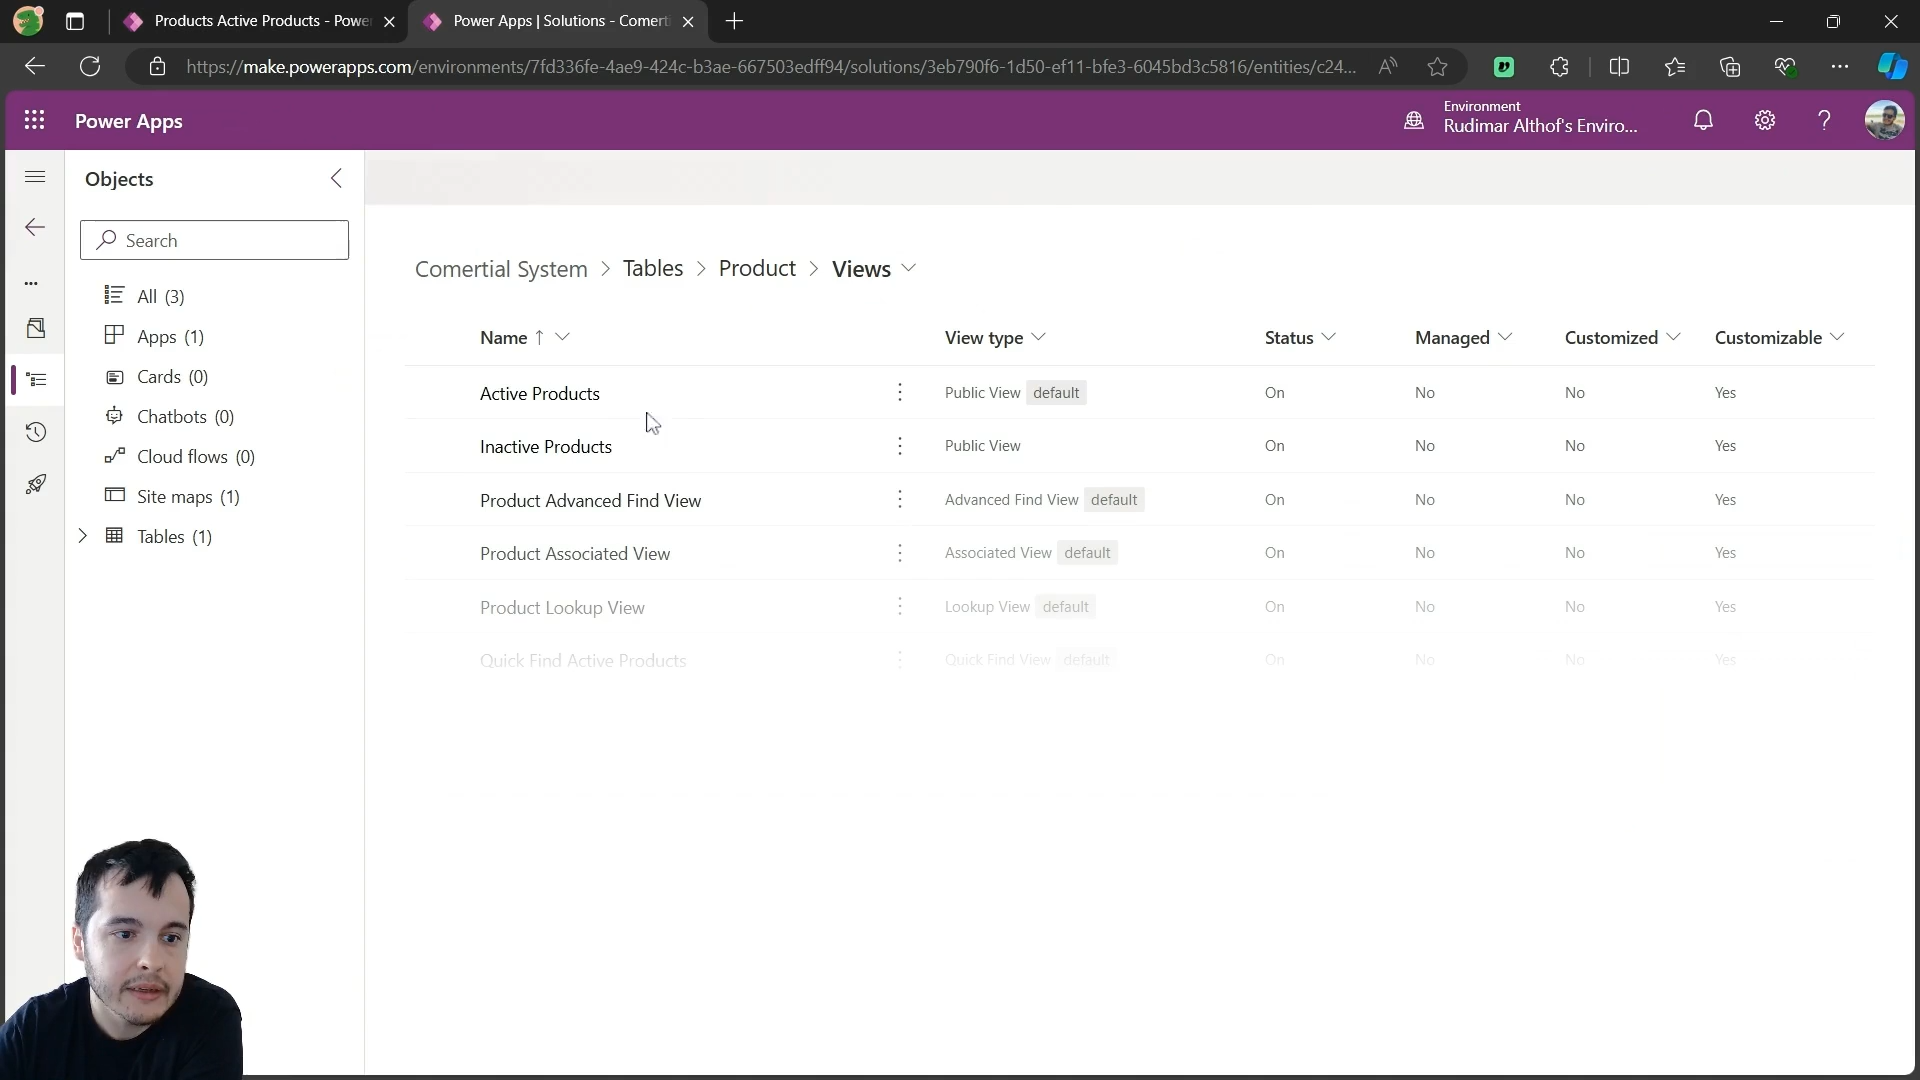 Products Active Products - Power
Power Apps | Solutions - Comerti
https://make.powerapps.com/environments/7fd336fe-4ae9-424c-b3ae-667503edff94/solutions/3eb790f6-1d50-ef11-bfe3-6045bd3c5816/entities/c24...
Power Apps
Environment
Rudimar Althof's Enviro...
Objects
Search
All (3)
Apps (1)
Cards (0)
Chatbots (0)
Cloud flows (0)
Site maps (1)
Tables (1)
Comertial System > Tables > Product > Views
Name ↑ View type Status Managed Customized Customizable
Active Products Public View default On No No Yes
Inactive Products Public View On No No Yes
Product Advanced Find View Advanced Find View default On No No Yes
Product Associated View Associated View default On No No Yes
Product Lookup View Lookup View default On No No Yes
Quick Find Active Products Quick Find View default On No No Yes